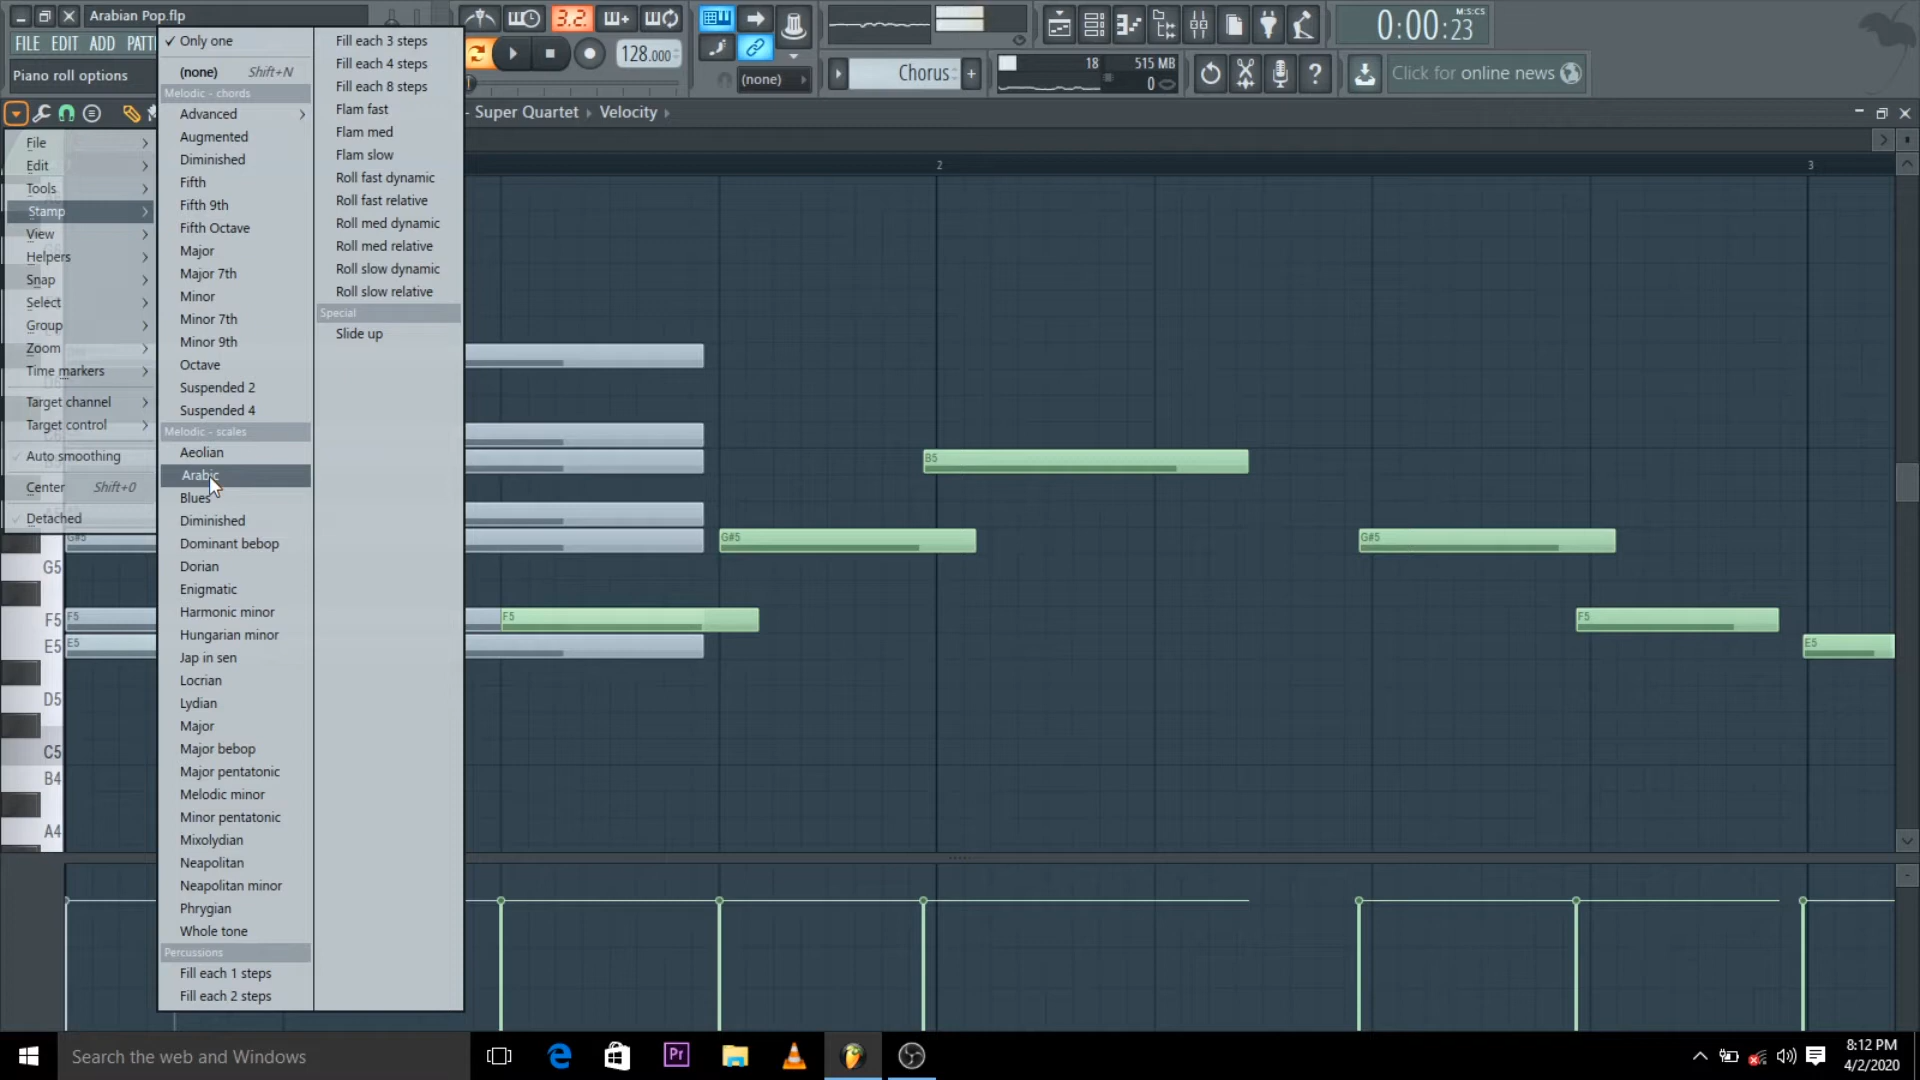 Arabian Pop.flp
FILE EDIT ADD PATT
Piano roll options
3.2.
128.000
(none)
Chorus
18
515 MB
0
M:S:CS
0:00:23
Click for online news
Super Quartet
Velocity
File
Edit
Tools
Stamp
View
Helpers
Snap
Select
Group
Zoom
Time markers
Target channel
Target control
Auto smoothing
Center Shift+0
Detached
Only one
(none) Shift+N
Melodic - chords
Advanced
Augmented
Diminished
Fifth
Fifth 9th
Fifth Octave
Major
Major 7th
Minor
Minor 7th
Minor 9th
Octave
Suspended 2
Suspended 4
Melodic - scales
Aeolian
Arabic
Blues
Diminished
Dominant bebop
Dorian
Enigmatic
Harmonic minor
Hungarian minor
Jap in sen
Locrian
Lydian
Major
Major bebop
Major pentatonic
Melodic minor
Minor pentatonic
Mixolydian
Neapolitan
Neapolitan minor
Phrygian
Whole tone
Percussions
Fill each 1 steps
Fill each 2 steps
Fill each 3 steps
Fill each 4 steps
Fill each 8 steps
Flam fast
Flam med
Flam slow
Roll fast dynamic
Roll fast relative
Roll med dynamic
Roll med relative
Roll slow dynamic
Roll slow relative
Special
Slide up
2
3
B5
G#5
G#5
G#5
F5
F5
F5
E5
E5
G5
F5
E5
D5
C5
B4
A4
Search the web and Windows
Pr
8:12 PM
4/2/2020